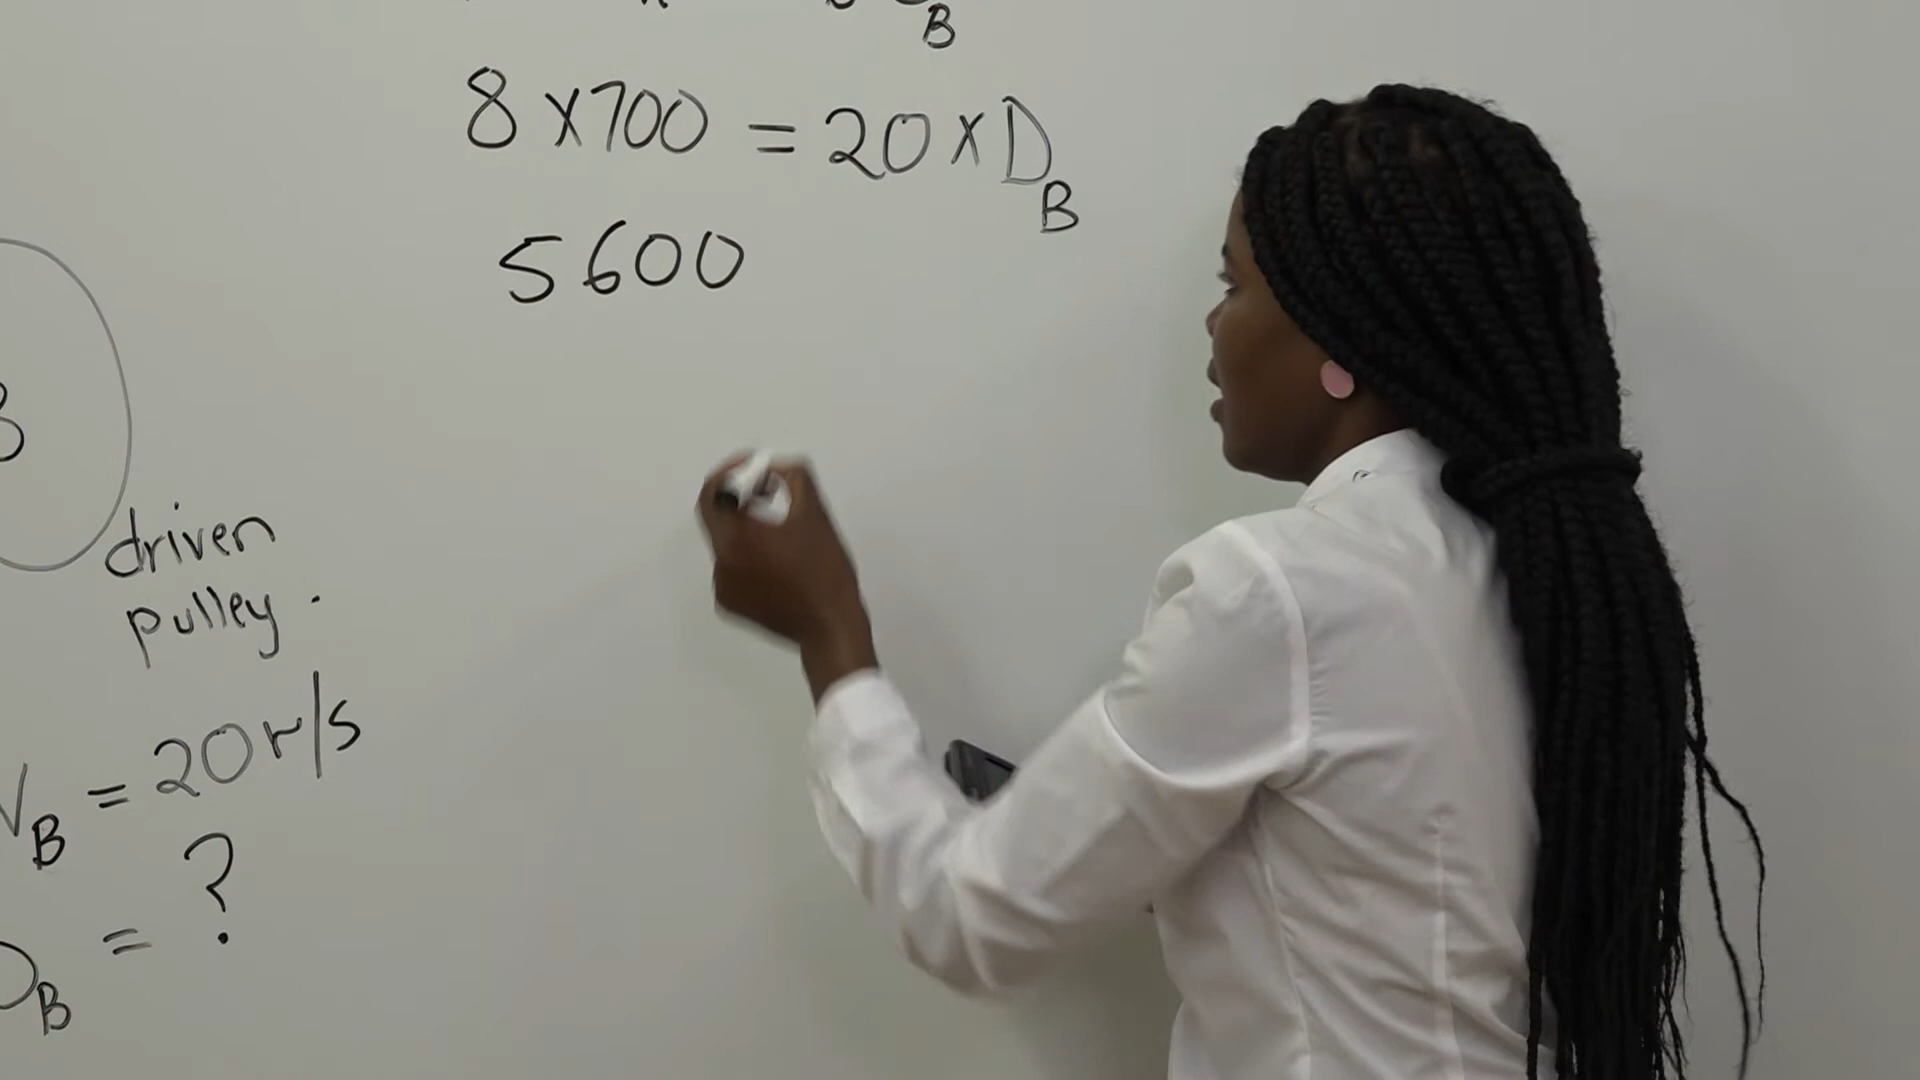 B
8 x 700 = 20 x D
B
5600
B
driven
pulley.
V
B = 20 r/s
D
B = ?